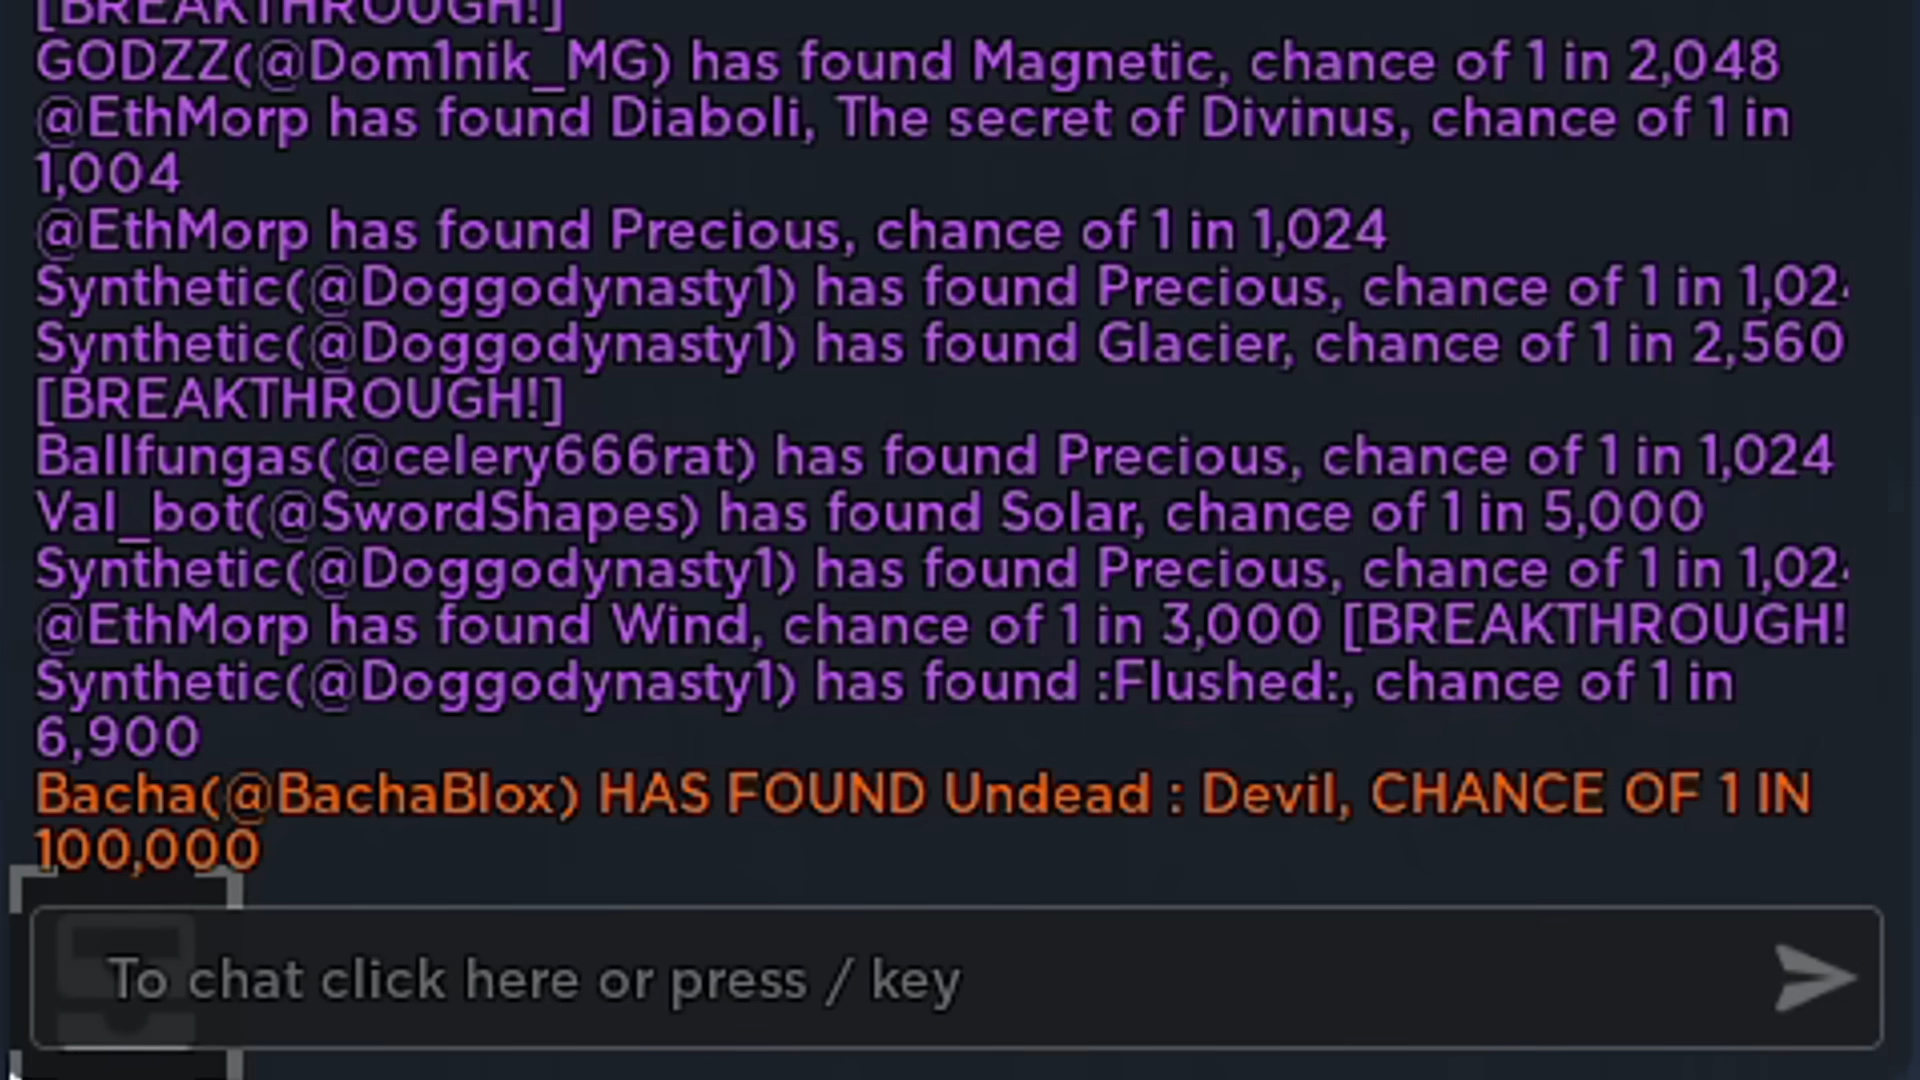 [BREAKTHROUGH!]
GODZZ(@Dom1nik_MG) has found Magnetic, chance of 1 in 2,048
@EthMorp has found Diaboli, The secret of Divinus, chance of 1 in
1,004
@EthMorp has found Precious, chance of 1 in 1,024
Synthetic(@Doggodynasty1) has found Precious, chance of 1 in 1,02
Synthetic(@Doggodynasty1) has found Glacier, chance of 1 in 2,560
[BREAKTHROUGH!]
Ballfungas(@celery666rat) has found Precious, chance of 1 in 1,024
Val_bot(@SwordShapes) has found Solar, chance of 1 in 5,000
Synthetic(@Doggodynasty1) has found Precious, chance of 1 in 1,02
@EthMorp has found Wind, chance of 1 in 3,000 [BREAKTHROUGH!
Synthetic(@Doggodynasty1) has found :Flushed:, chance of 1 in
6,900
Bacha(@BachaBlox) HAS FOUND Undead : Devil, CHANCE OF 1 IN
100,000
To chat click here or press / key